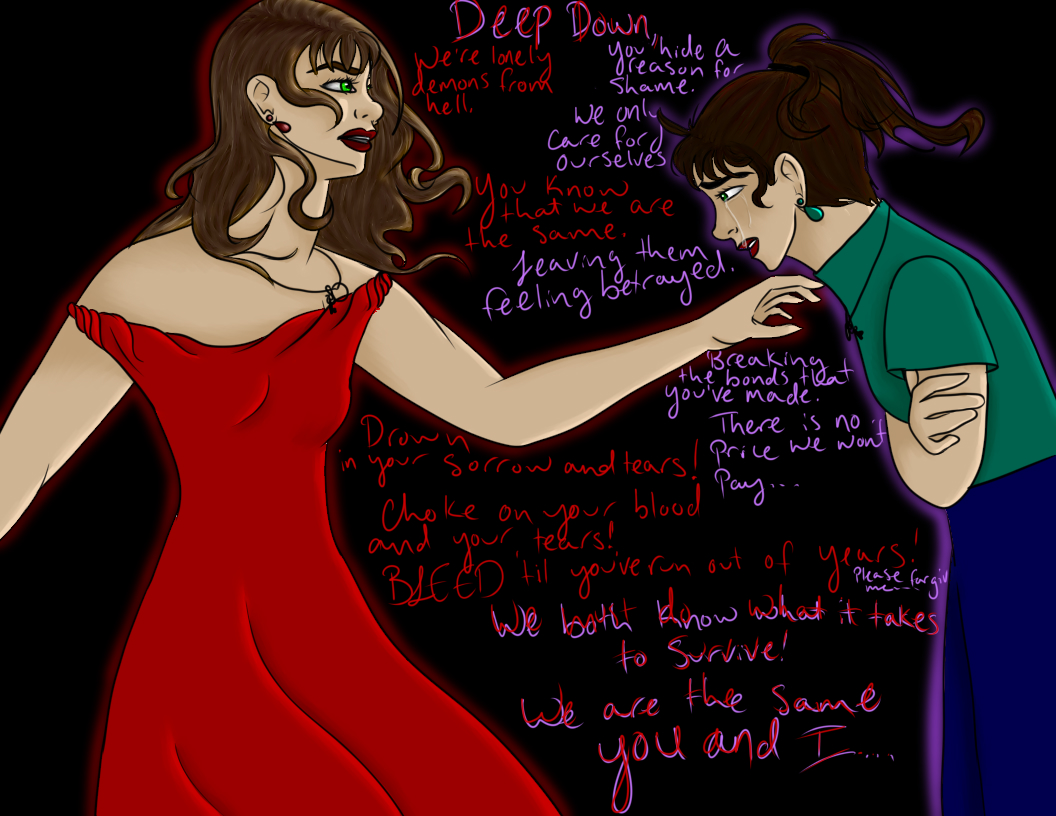 Deep Down,
We're lonely
demons from
hell.
you hide a
reason for
shame.
We only
care for
ourselves
You know
that we are
the same.
leaving them
feeling betrayed.
Breaking
the bonds that
you've made.
There is no
Price we won't
Pay...
Drown
in your sorrow and tears!
Choke on your blood
and your tears!
BLEED 'til you've run out of years!
Please forgiv
me...
We both know what it takes
to survive!
We are the same
you and I....